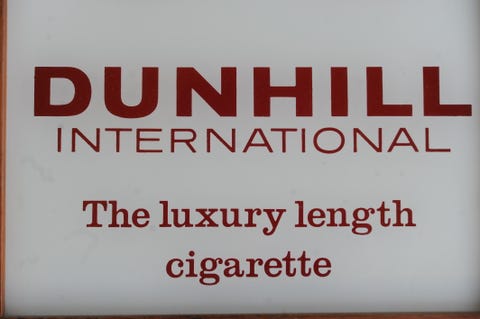 DUNHILL
INTERNATIONAL
The luxury length
cigarette